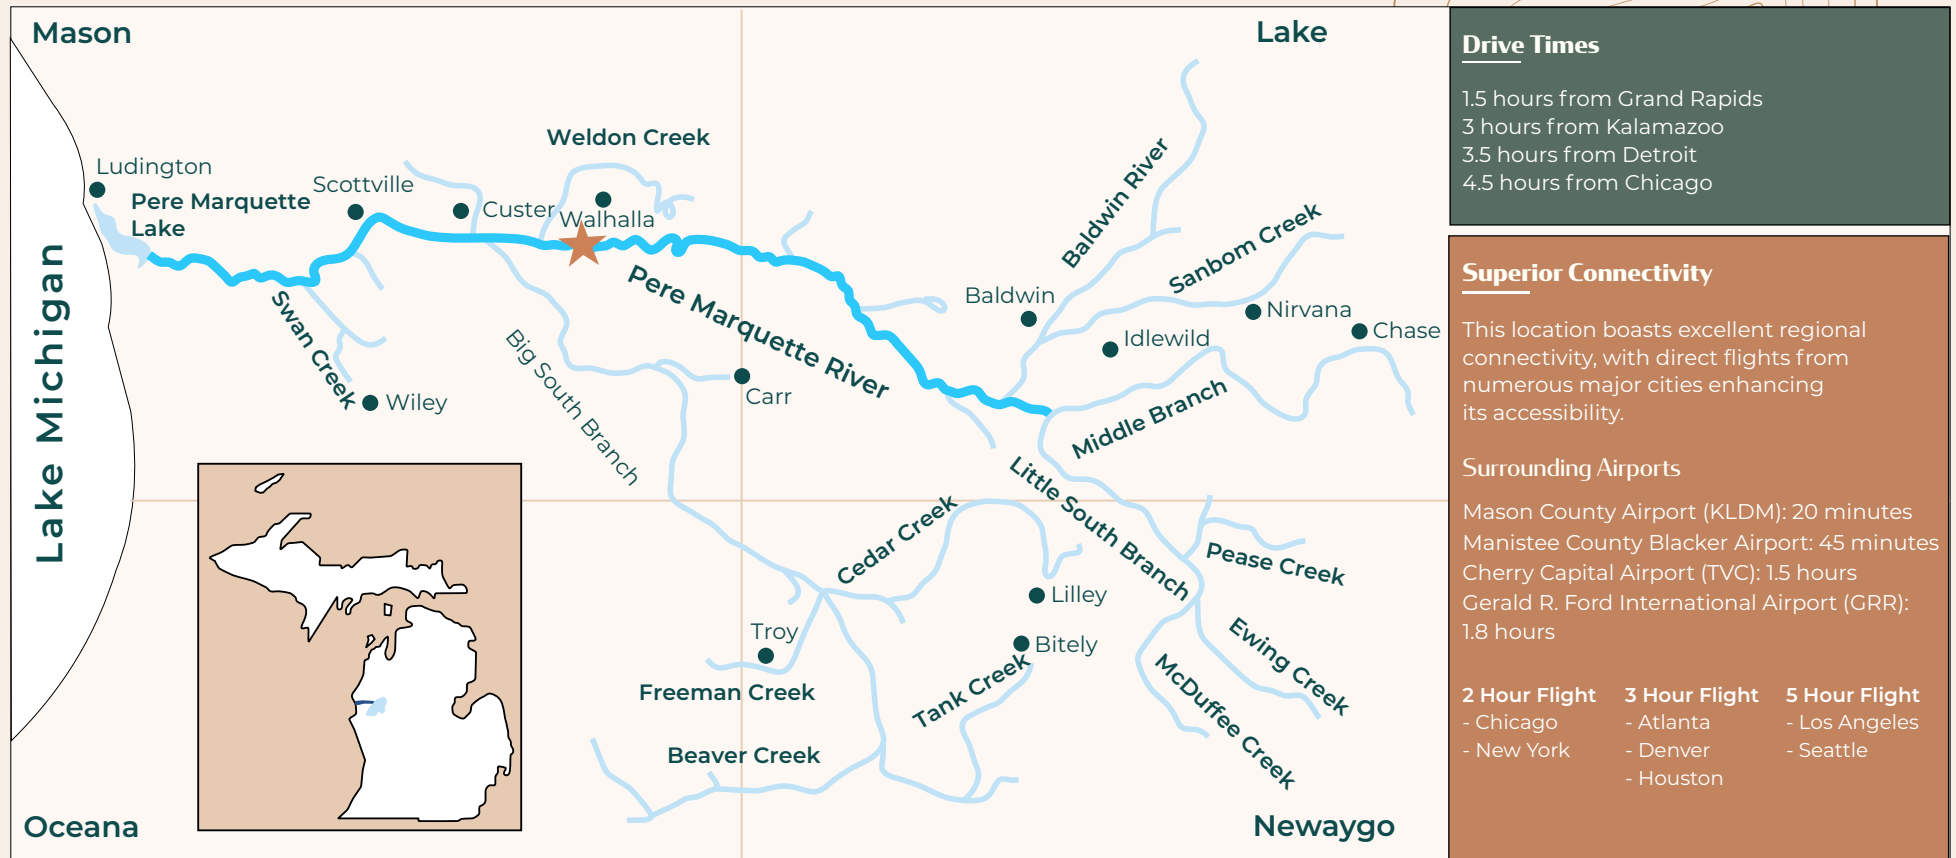 Mason
Lake
Weldon Creek
Ludington
Pere Marquette
Lake
Scottville
Custer
Walhalla
Baldwin River
Sanbom Creek
Lake Michigan
Swan Creek
Pere Marquette River
Baldwin
Nirvana
Idlewild
Chase
Big South Branch
Carr
Wiley
Middle Branch
Little South Branch
Cedar Creek
Pease Creek
Lilley
Troy
Bitely
Ewing Creek
Freeman Creek
Tank Creek
McDuffee Creek
Beaver Creek
Oceana
Newaygo
Drive Times
1.5 hours from Grand Rapids
3 hours from Kalamazoo
3.5 hours from Detroit
4.5 hours from Chicago
Superior Connectivity
This location boasts excellent regional
connectivity, with direct flights from
numerous major cities enhancing
its accessibility.
Surrounding Airports
Mason County Airport (KLDM): 20 minutes
Manistee County Blacker Airport: 45 minutes
Cherry Capital Airport (TVC): 1.5 hours
Gerald R. Ford International Airport (GRR):
1.8 hours
2 Hour Flight
- Chicago
- New York
3 Hour Flight
- Atlanta
- Denver
- Houston
5 Hour Flight
- Los Angeles
- Seattle